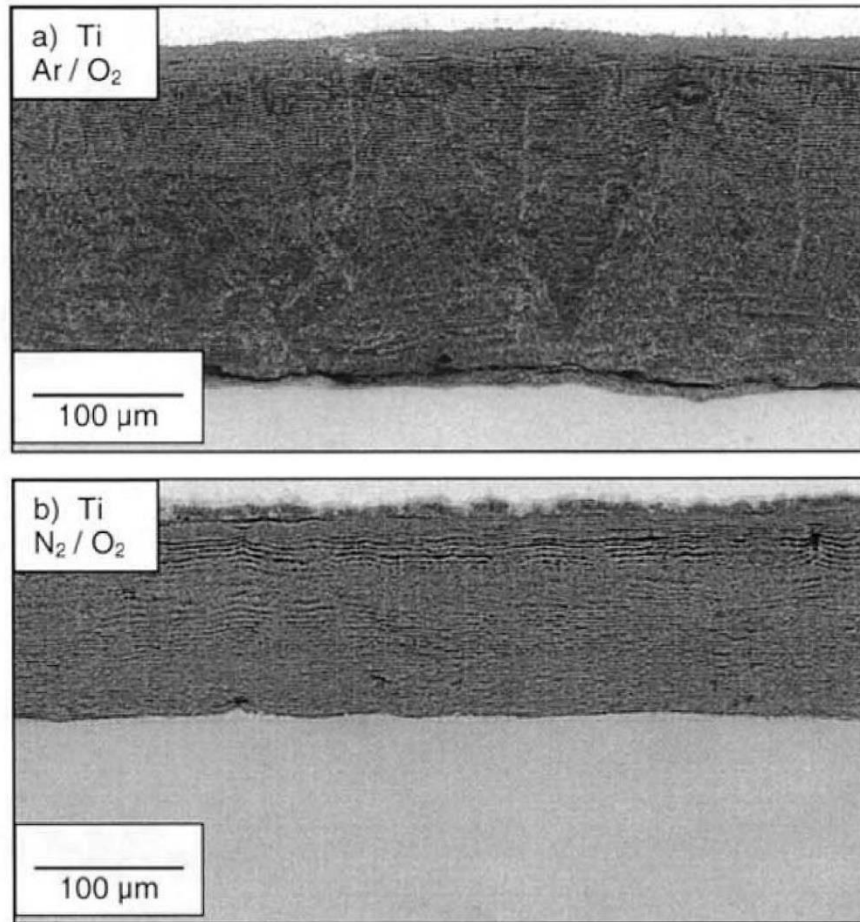 a) Ti
Ar / O₂
100 µm
b) Ti
N₂ / O₂
100 µm